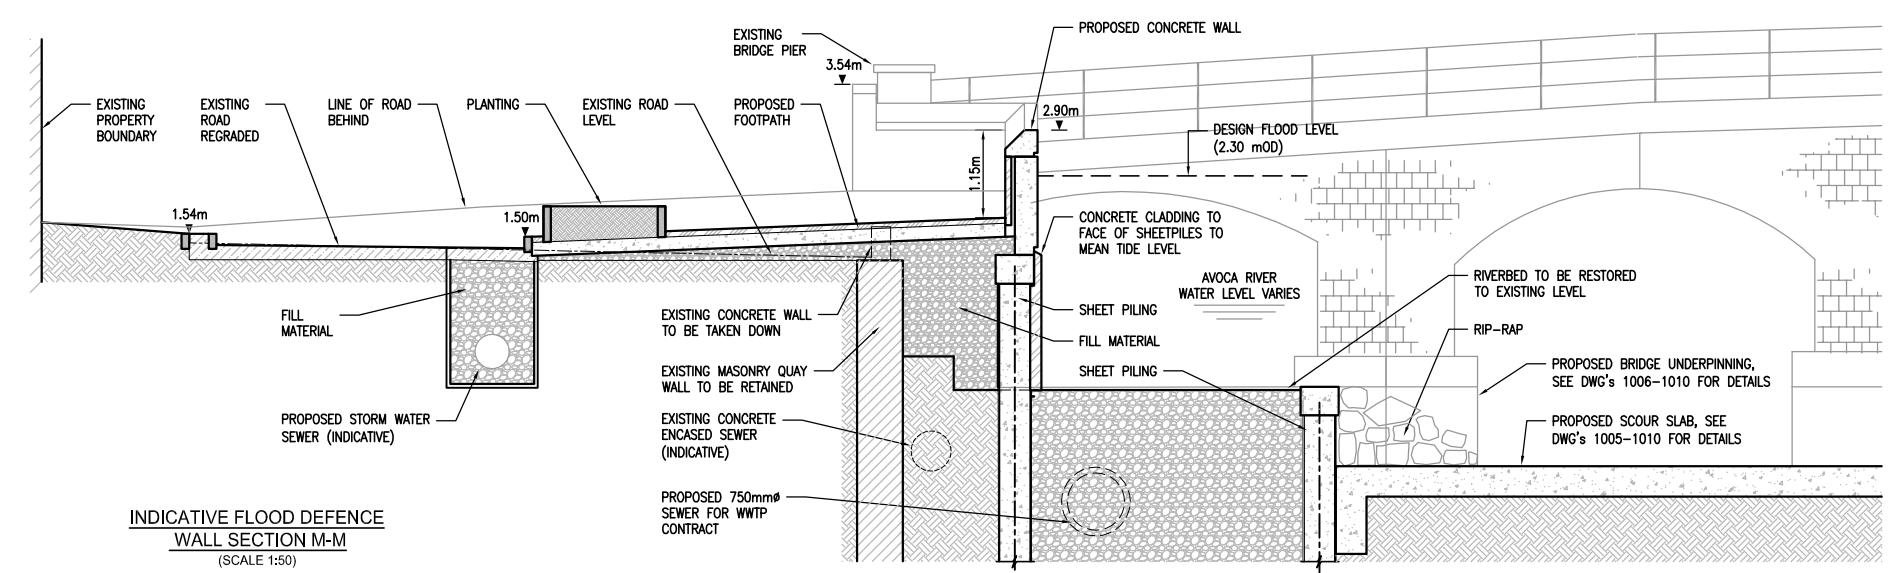 EXISTING
BRIDGE PIER
PROPOSED CONCRETE WALL
3.54m
EXISTING
PROPERTY
BOUNDARY
EXISTING
ROAD
REGRADED
LINE OF ROAD
BEHIND
PLANTING
EXISTING ROAD
LEVEL
PROPOSED
FOOTPATH
2.90m
DESIGN FLOOD LEVEL
(2.30 mOD)
1.15m
1.54m
1.50m
CONCRETE CLADDING TO
FACE OF SHEETPILES TO
MEAN TIDE LEVEL
AVOCA RIVER
WATER LEVEL VARIES
RIVERBED TO BE RESTORED
TO EXISTING LEVEL
FILL
MATERIAL
EXISTING CONCRETE WALL
TO BE TAKEN DOWN
SHEET PILING
RIP-RAP
FILL MATERIAL
EXISTING MASONRY QUAY
WALL TO BE RETAINED
SHEET PILING
PROPOSED BRIDGE UNDERPINNING,
SEE DWG's 1006-1010 FOR DETAILS
PROPOSED STORM WATER
SEWER (INDICATIVE)
EXISTING CONCRETE
ENCASED SEWER
(INDICATIVE)
PROPOSED SCOUR SLAB, SEE
DWG's 1005-1010 FOR DETAILS
PROPOSED 750mmø
SEWER FOR WWTP
CONTRACT
INDICATIVE FLOOD DEFENCE
WALL SECTION M-M
(SCALE 1:50)